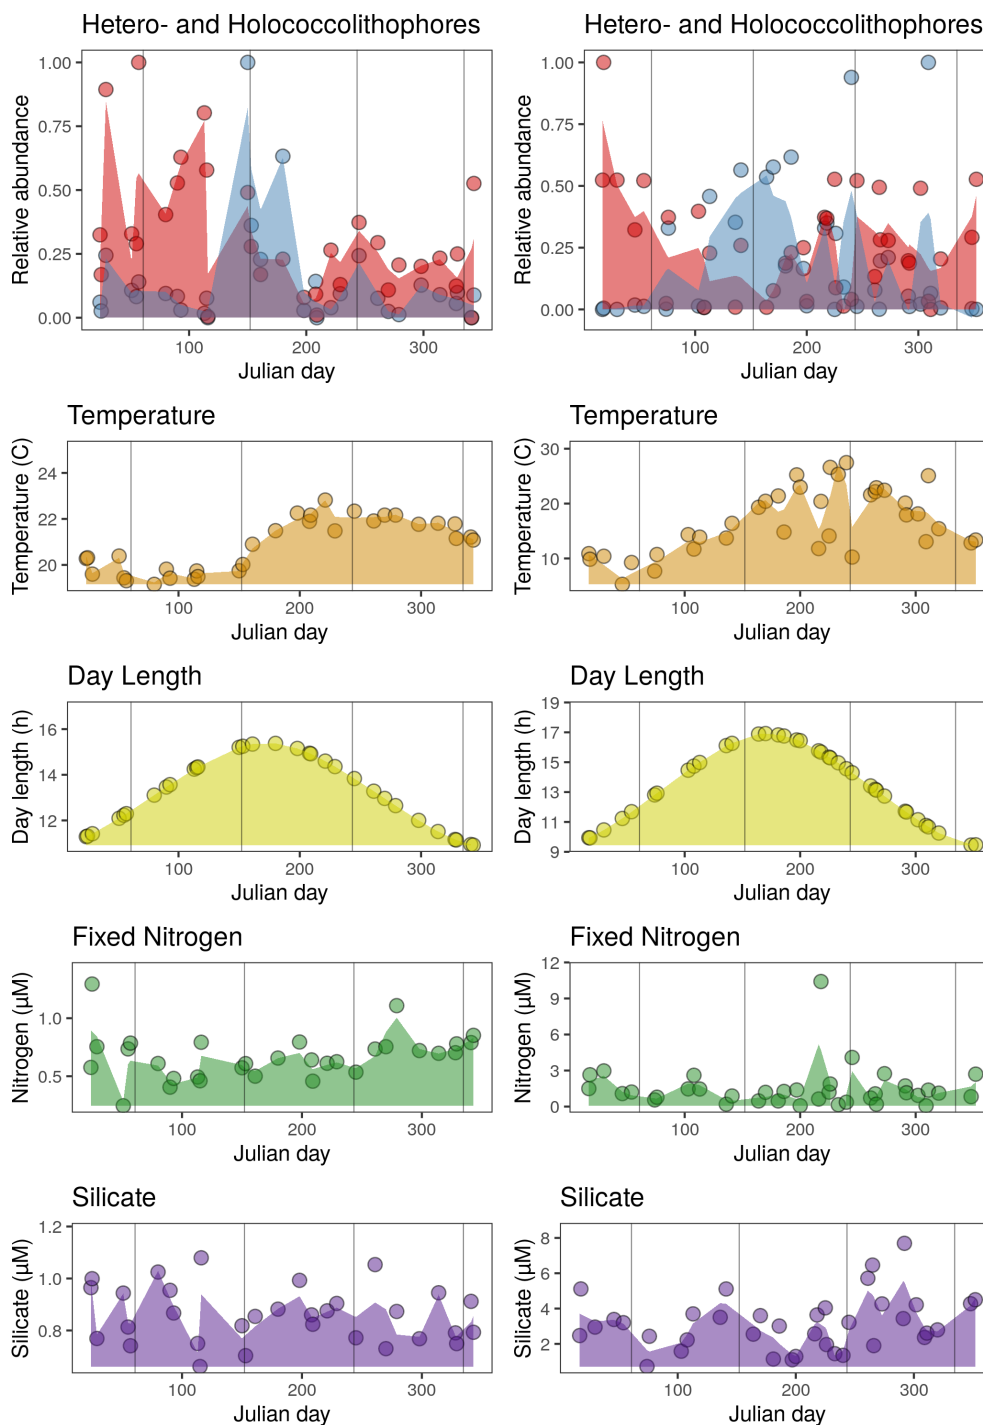 Hetero- and Holococcolithophores
Hetero- and Holococcolithophores
Relative abundance
1.00
0.75
0.50
0.25
0.00
100
200
300
Julian day
Relative abundance
1.00
0.75
0.50
0.25
0.00
100
200
300
Julian day
Temperature
Temperature
Temperature (C)
24
22
20
100
200
300
Julian day
Temperature (C)
30
20
10
100
200
300
Julian day
Day Length
Day Length
Day length (h)
16
14
12
100
200
300
Julian day
Day length (h)
19
17
15
13
11
9
100
200
300
Julian day
Fixed Nitrogen
Fixed Nitrogen
Nitrogen (µM)
1.0
0.5
100
200
300
Julian day
Nitrogen (µM)
12
9
6
3
0
100
200
300
Julian day
Silicate
Silicate
Silicate (µM)
1.2
1.0
0.8
100
200
300
Julian day
Silicate (µM)
8
6
4
2
100
200
300
Julian day